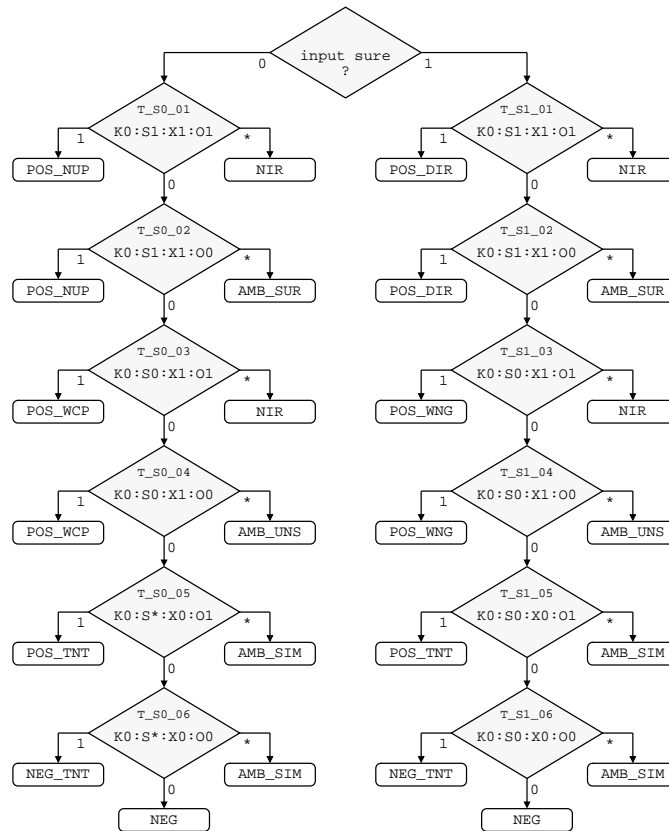 input sure
?
0 1
T_S0_01 T_S1_01
K0:S1:X1:O1 K0:S1:X1:O1
1 * 1 *
POS_NUP NIR POS_DIR NIR
0 0
T_S0_02 T_S1_02
K0:S1:X1:O0 K0:S1:X1:O0
1 * 1 *
POS_NUP AMB_SUR POS_DIR AMB_SUR
0 0
T_S0_03 T_S1_03
K0:S0:X1:O1 K0:S0:X1:O1
1 * 1 *
POS_WCP NIR POS_WNG NIR
0 0
T_S0_04 T_S1_04
K0:S0:X1:O0 K0:S0:X1:O0
1 * 1 *
POS_WCP AMB_UNS POS_WNG AMB_UNS
0 0
T_S0_05 T_S1_05
K0:S*:X0:O1 K0:S0:X0:O1
1 * 1 *
POS_TNT AMB_SIM POS_TNT AMB_SIM
0 0
T_S0_06 T_S1_06
K0:S*:X0:O0 K0:S0:X0:O0
1 * 1 *
NEG_TNT AMB_SIM NEG_TNT AMB_SIM
0 0
NEG NEG